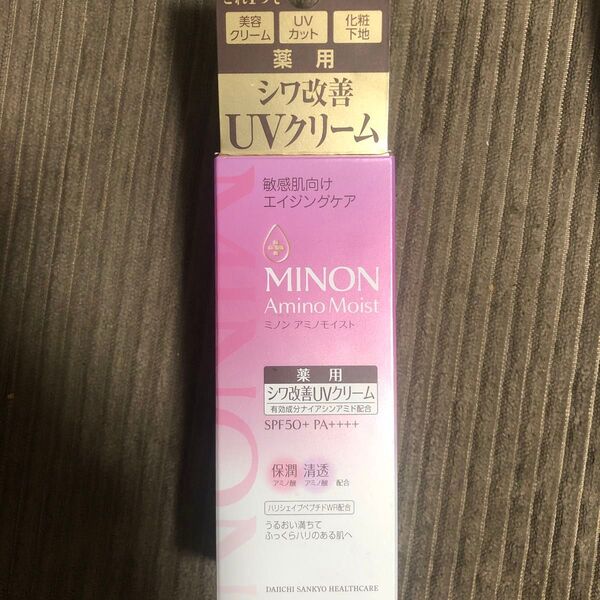 これ1つで
美容クリーム
UVカット
化粧下地
薬用
シワ改善
UVクリーム
敏感肌向け
エイジングケア
MINON
Amino Moist
ミノン アミノモイスト
薬用
シワ改善UVクリーム
有効成分ナイアシンアミド配合
SPF50+ PA++++
保潤 清透
アミノ酸 アミノ酸 配合
ハリシェイプペプチドWR配合
うるおい満ちて
ふっくらハリのある肌へ
DAIICHI SANKYO HEALTHCARE
MINON